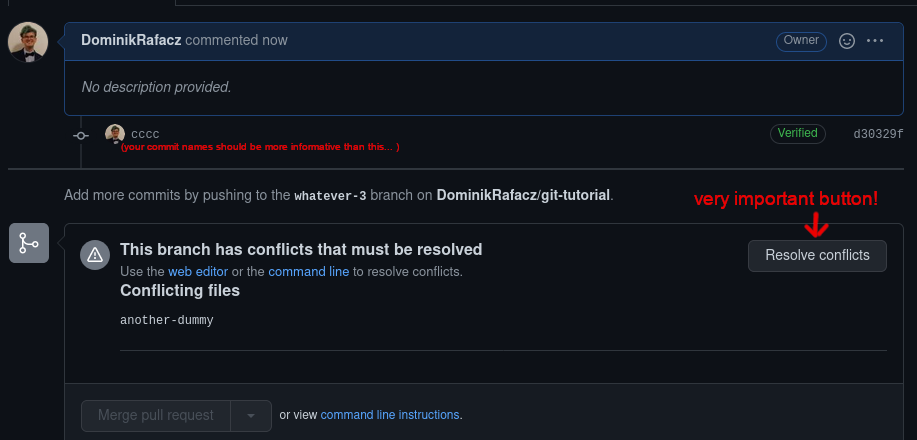 DominikRafacz commented now Owner
No description provided.
cccc Verified d30329f
(your commit names should be more informative than this... )
Add more commits by pushing to the whatever-3 branch on DominikRafacz/git-tutorial.
very important button!
This branch has conflicts that must be resolved
Resolve conflicts
Use the web editor or the command line to resolve conflicts.
Conflicting files
another-dummy
Merge pull request or view command line instructions.